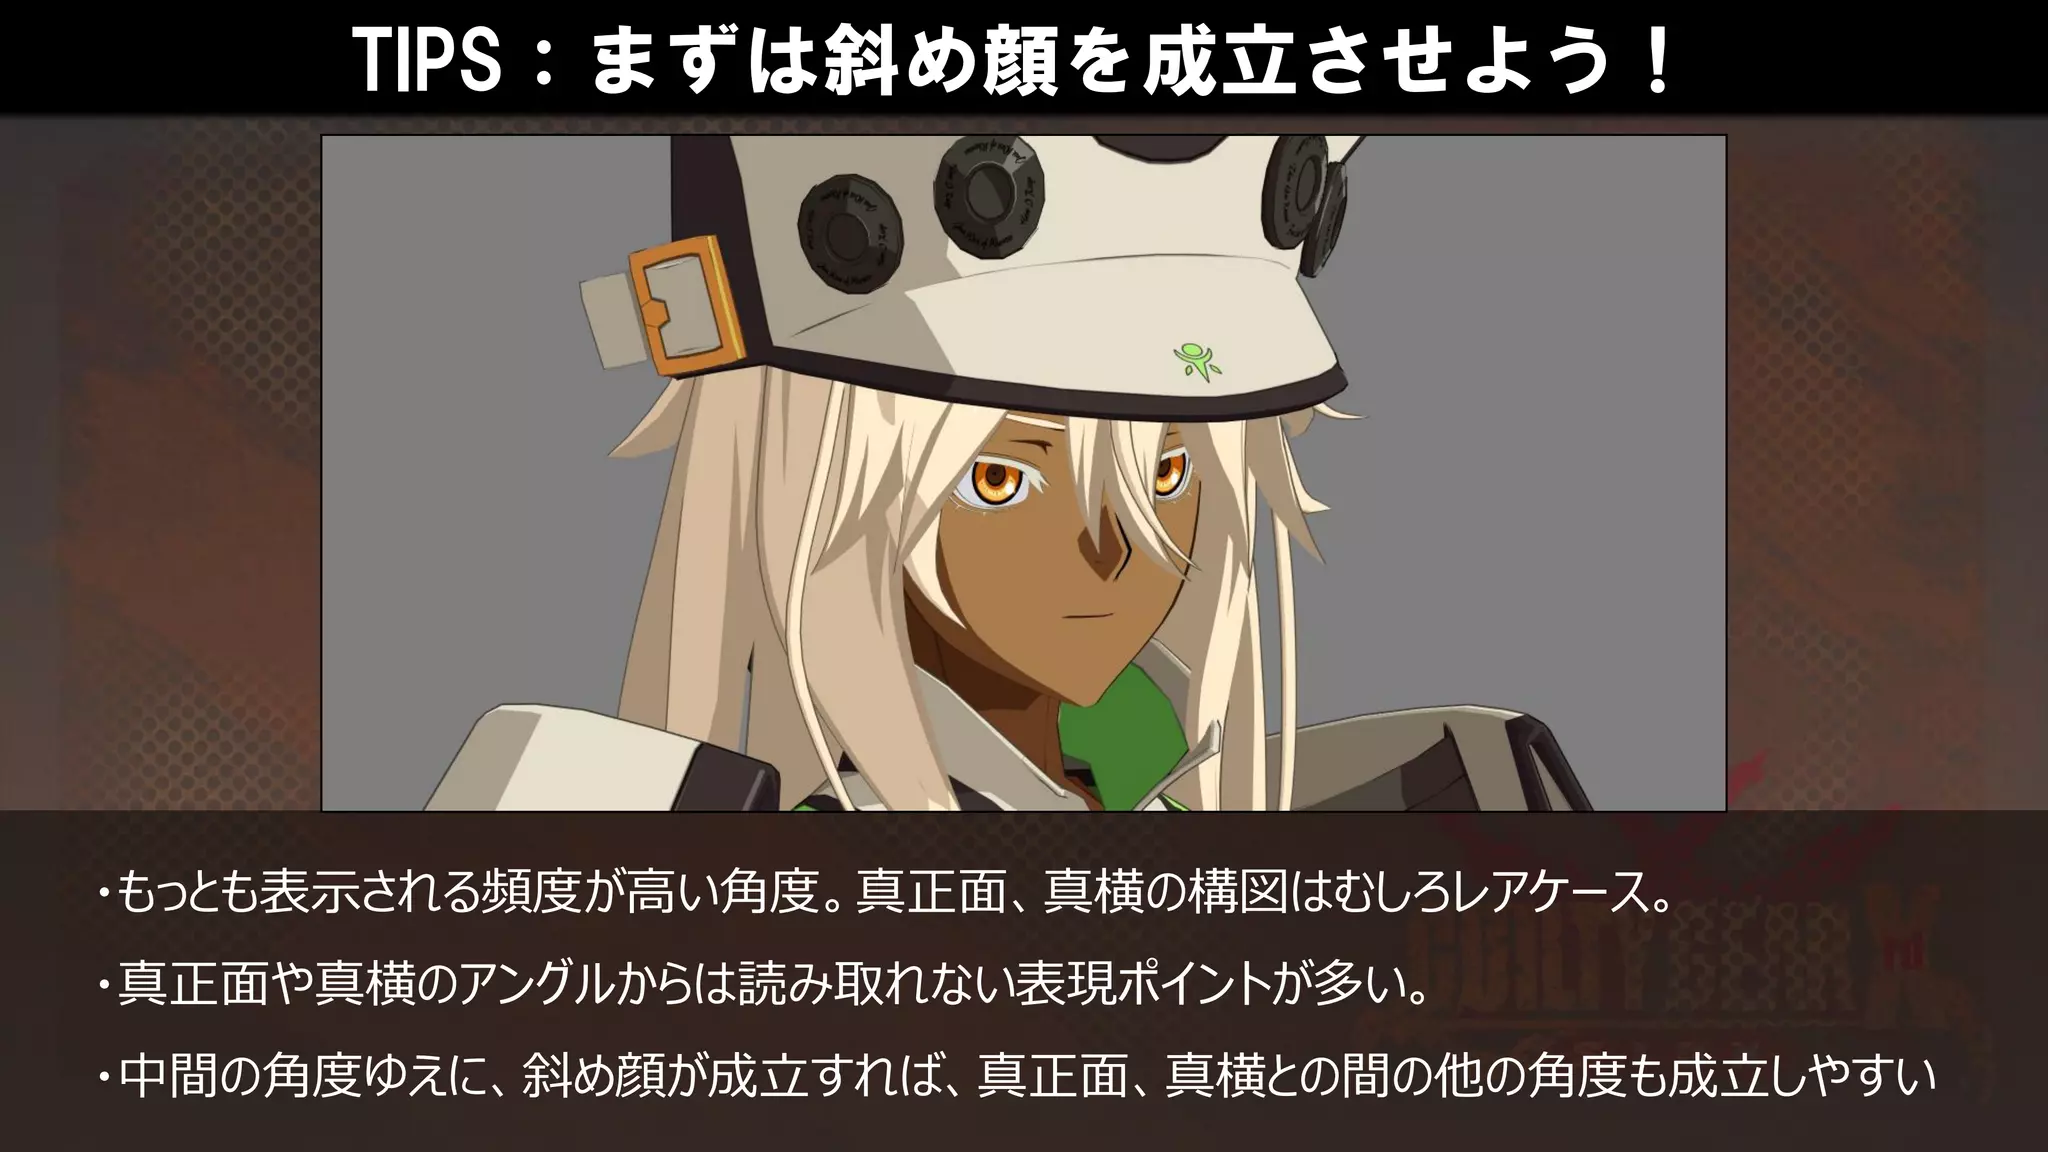 TIPS：まずは斜め顔を成立させよう！
・もっとも表示される頻度が高い角度。真正面、真横の構図はむしろレアケース。
・真正面や真横のアングルからは読み取れない表現ポイントが多い。
・中間の角度ゆえに、斜め顔が成立すれば、真正面、真横との間の他の角度も成立しやすい
GUILTY GEAR Xrd